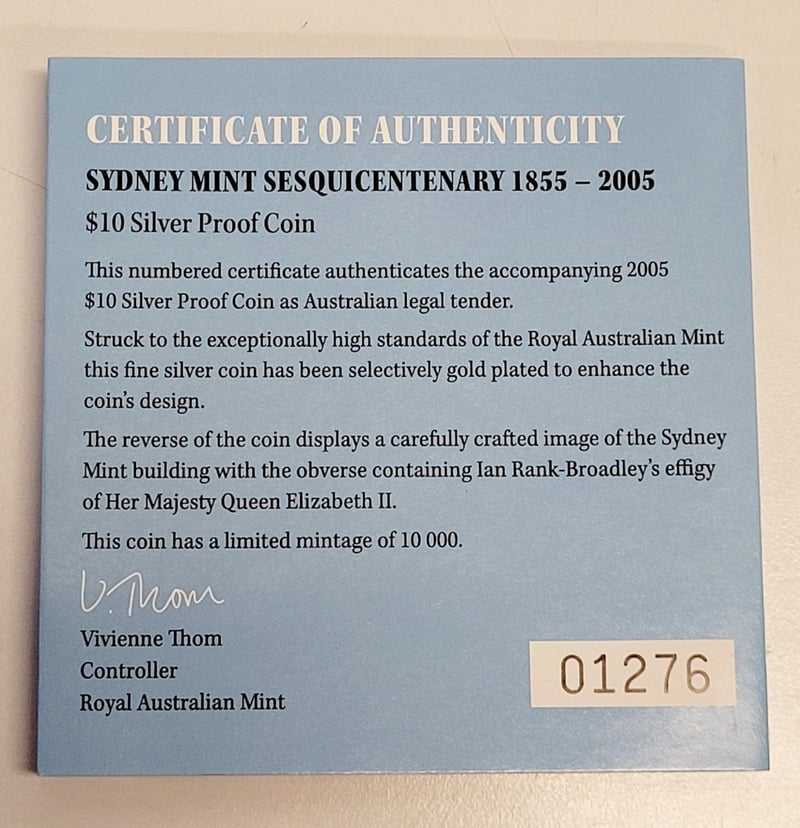 CERTIFICATE OF AUTHENTICITY
SYDNEY MINT SESQUICENTENARY 1855 – 2005
$10 Silver Proof Coin
This numbered certificate authenticates the accompanying 2005
$10 Silver Proof Coin as Australian legal tender.
Struck to the exceptionally high standards of the Royal Australian Mint
this fine silver coin has been selectively gold plated to enhance the
coin’s design.
The reverse of the coin displays a carefully crafted image of the Sydney
Mint building with the obverse containing Ian Rank-Broadley’s effigy
of Her Majesty Queen Elizabeth II.
This coin has a limited mintage of 10 000.
V. Thom
Vivienne Thom
Controller
Royal Australian Mint
01276